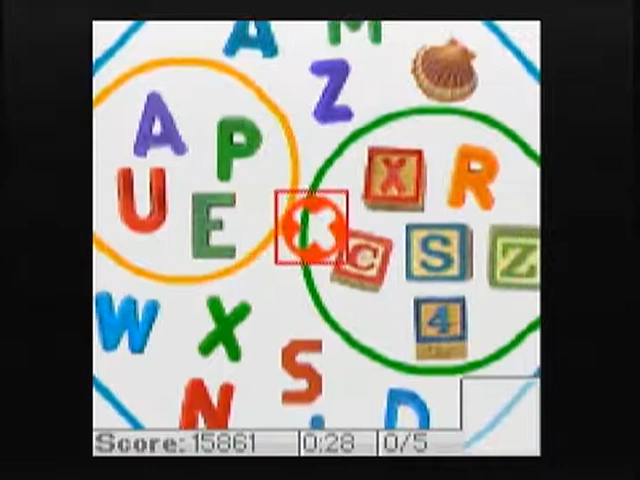 A M
Z
A P
U E
X R
C S Z
4
W X
S
N D
Score: 15861 0:28 0/5